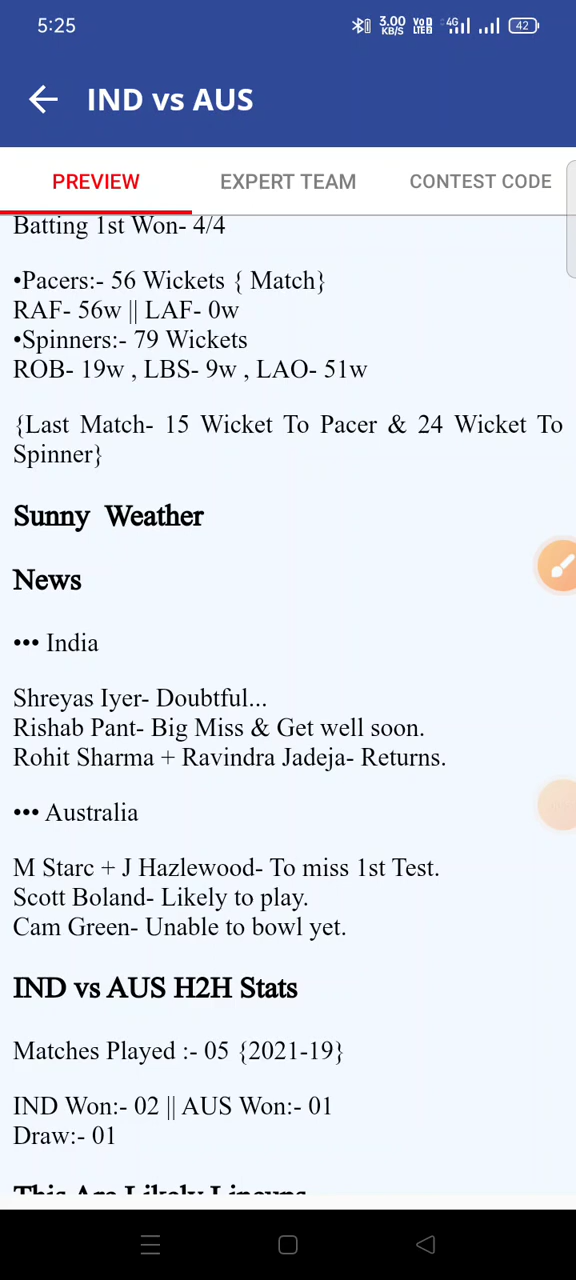 5:25
3.00 KB/S
4G
42
IND vs AUS
PREVIEW EXPERT TEAM CONTEST CODE
Batting 1st Won- 4/4
•Pacers:- 56 Wickets { Match}
RAF- 56w || LAF- 0w
•Spinners:- 79 Wickets
ROB- 19w , LBS- 9w , LAO- 51w
{Last Match- 15 Wicket To Pacer & 24 Wicket To
Spinner}
Sunny Weather
News
••• India
Shreyas Iyer- Doubtful...
Rishab Pant- Big Miss & Get well soon.
Rohit Sharma + Ravindra Jadeja- Returns.
••• Australia
M Starc + J Hazlewood- To miss 1st Test.
Scott Boland- Likely to play.
Cam Green- Unable to bowl yet.
IND vs AUS H2H Stats
Matches Played :- 05 {2021-19}
IND Won:- 02 || AUS Won:- 01
Draw:- 01
This Are Likely Lineups